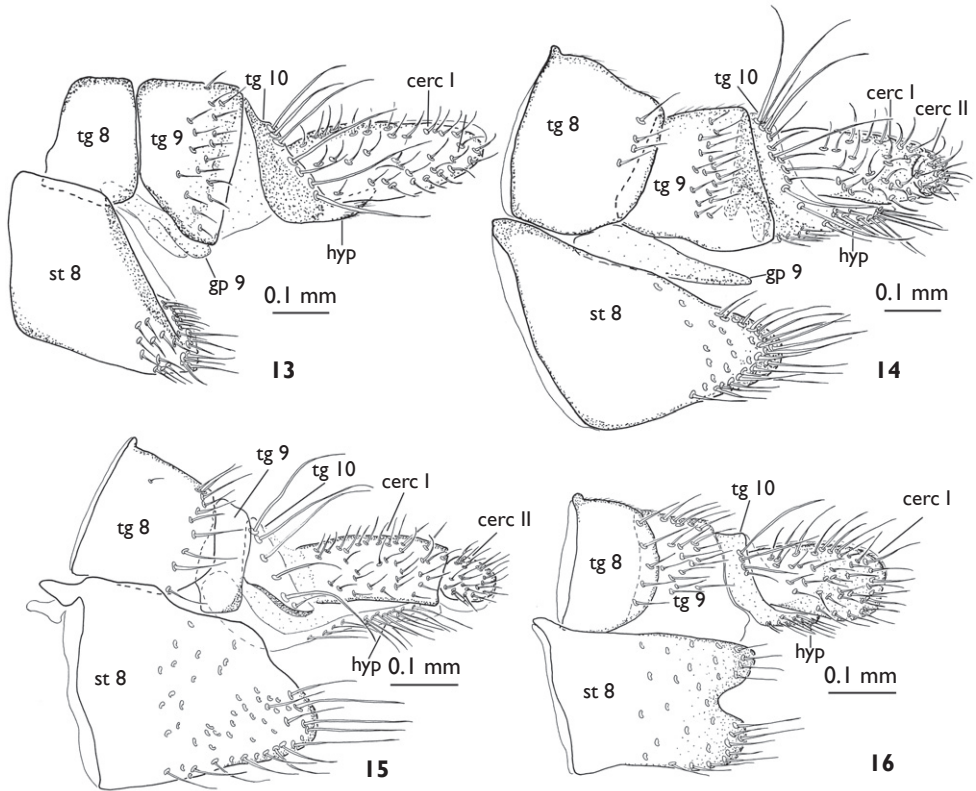 tg 8
tg 9
tg 10
cerc I
st 8
gp 9
hyp
0.1 mm
13
tg 8
tg 9
tg 10
cerc I
cerc II
hyp
gp 9
st 8
0.1 mm
14
tg 8
tg 9
tg 10
cerc I
cerc II
st 8
hyp
0.1 mm
15
tg 8
tg 9
tg 10
cerc I
hyp
st 8
0.1 mm
16